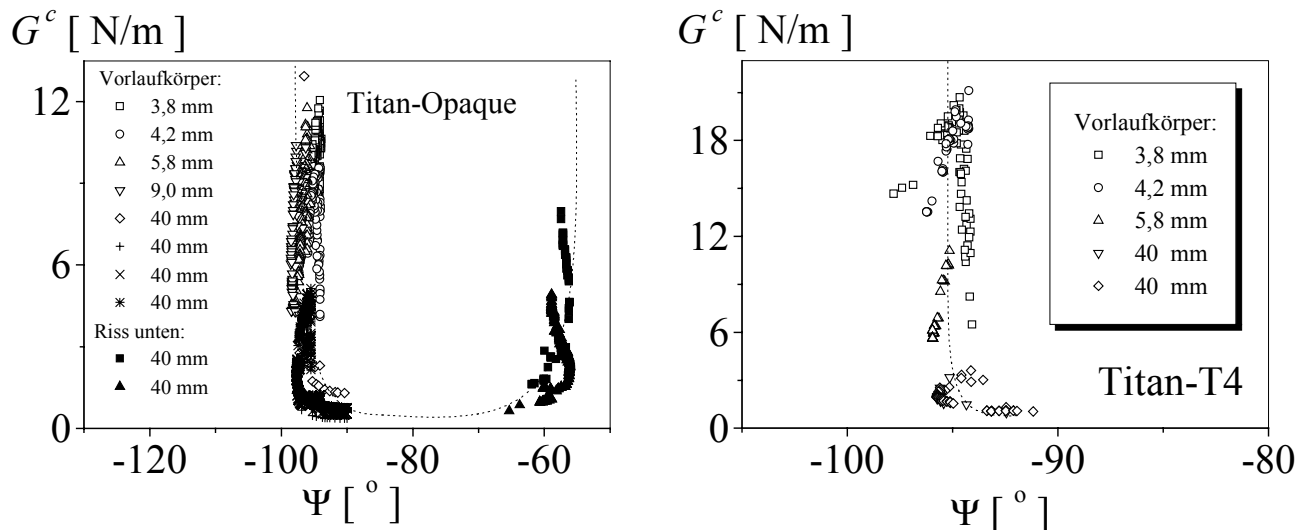 G^c [ N/m ]
Titan-Opaque
12
6
0
Vorlaufkörper:
3,8 mm
4,2 mm
5,8 mm
9,0 mm
40 mm
40 mm
40 mm
40 mm
Riss unten:
40 mm
40 mm
-120
-100
-80
-60
Ψ [ ° ]
G^c [ N/m ]
18
12
6
0
Vorlaufkörper:
3,8 mm
4,2 mm
5,8 mm
40 mm
40 mm
Titan-T4
-100
-90
-80
Ψ [ ° ]